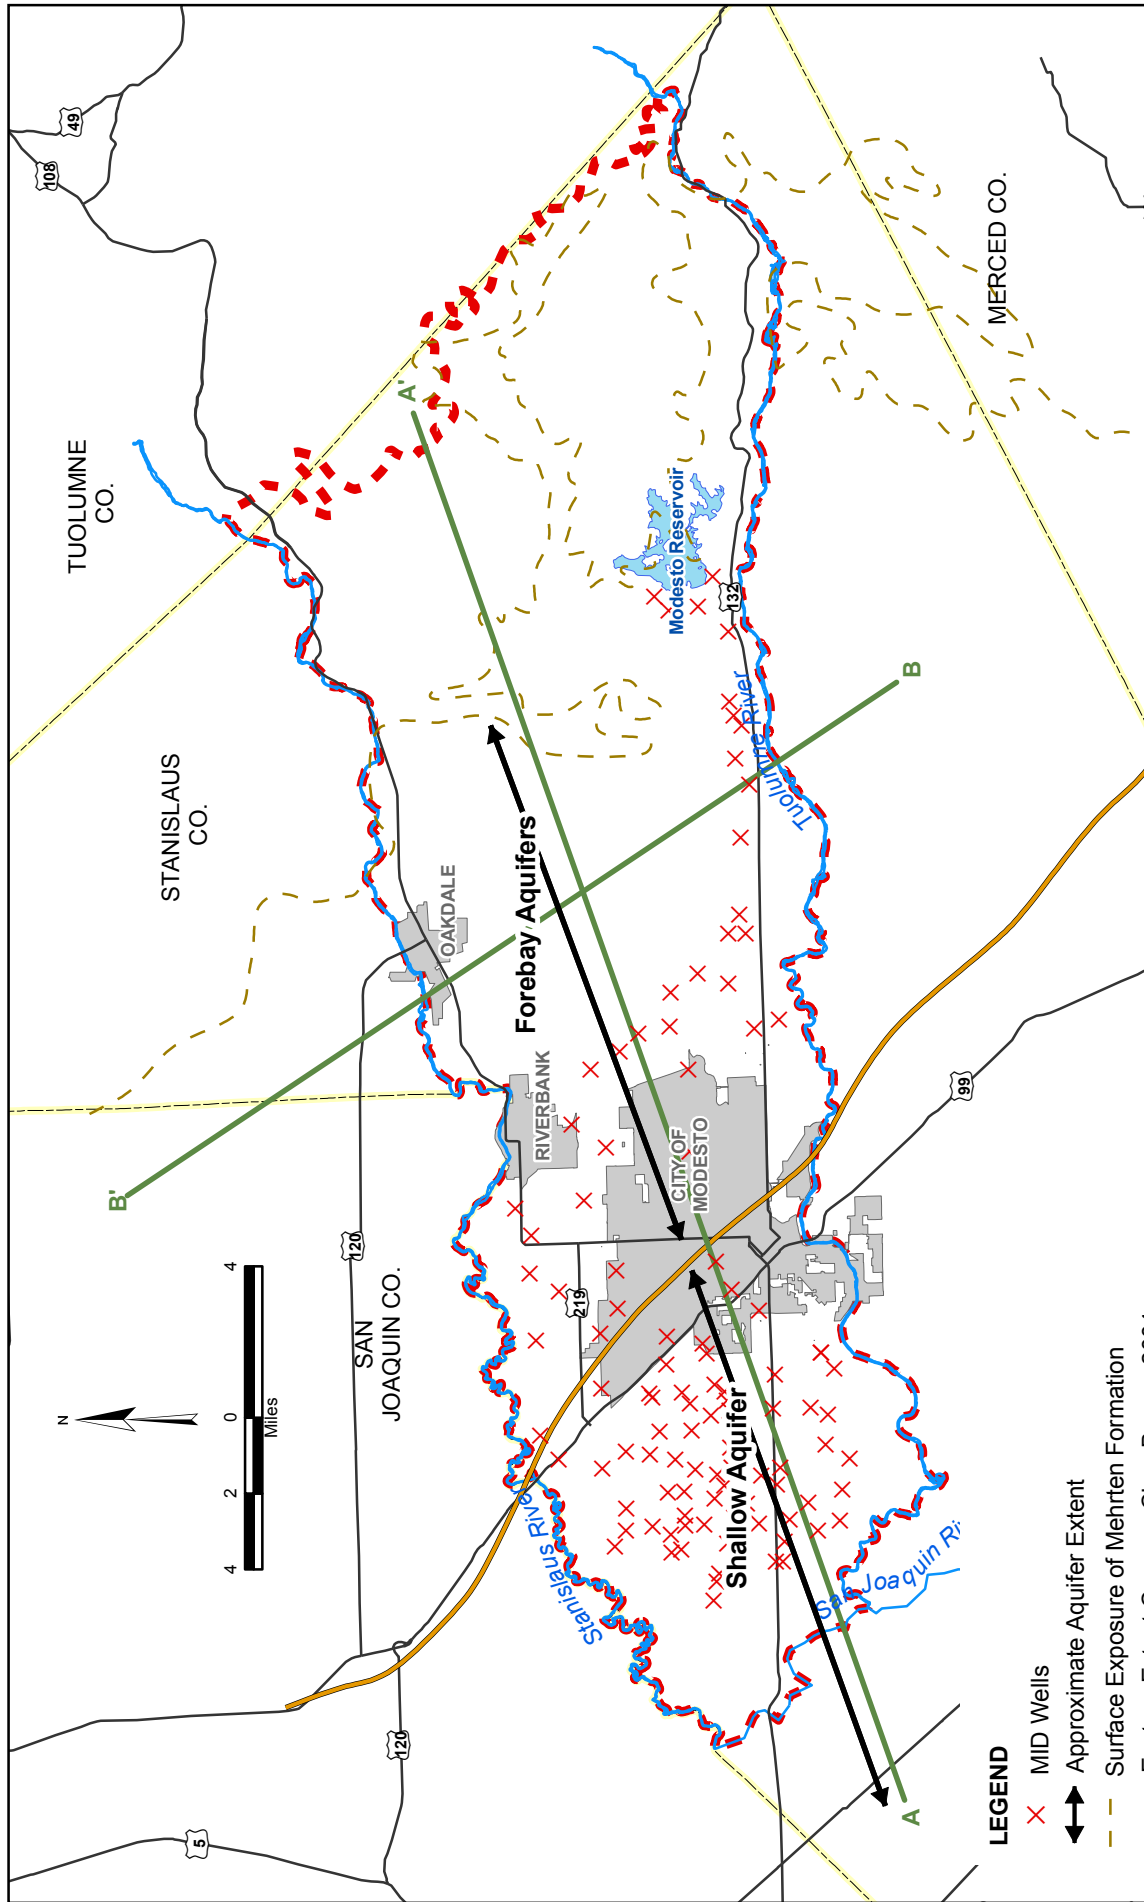 TUOLUMNE
CO.
STANISLAUS
CO.
SAN
JOAQUIN CO.
MERCED CO.
49
108
120
120
5
219
132
99
A'
A
B'
B
N
4
2
0
4
Miles
OAKDALE
RIVERBANK
CITY OF
MODESTO
Modesto Reservoir
Forebay Aquifers
Shallow Aquifer
Stanislaus River
Tuolumne River
San Joaquin Ri
LEGEND
MID Wells
Approximate Aquifer Extent
Surface Exposure of Mehrten Formation